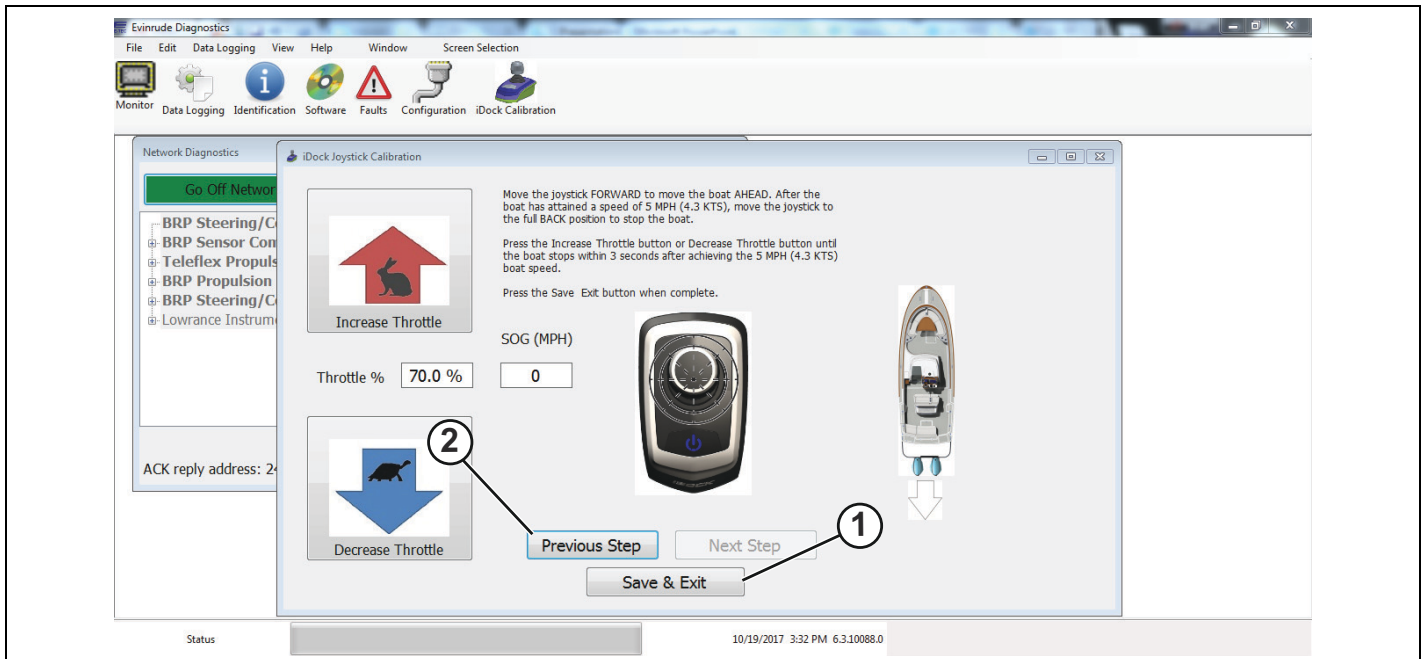 Evinrude Diagnostics
File Edit Data Logging View Help Window Screen Selection
Monitor Data Logging Identification Software Faults Configuration iDock Calibration
Network Diagnostics
Go Off Networ
BRP Steering/C
BRP Sensor Con
Teleflex Propuls
BRP Propulsion
BRP Steering/C
Lowrance Instrume
ACK reply address: 24
iDock Joystick Calibration
Increase Throttle
Throttle % 70.0 %
Decrease Throttle
Move the joystick FORWARD to move the boat AHEAD. After the
boat has attained a speed of 5 MPH (4.3 KTS), move the joystick to
the full BACK position to stop the boat.
Press the Increase Throttle button or Decrease Throttle button until
the boat stops within 3 seconds after achieving the 5 MPH (4.3 KTS)
boat speed.
Press the Save Exit button when complete.
SOG (MPH)
0
2
1
Previous Step Next Step
Save & Exit
Status 10/19/2017 3:32 PM 6.3.10088.0